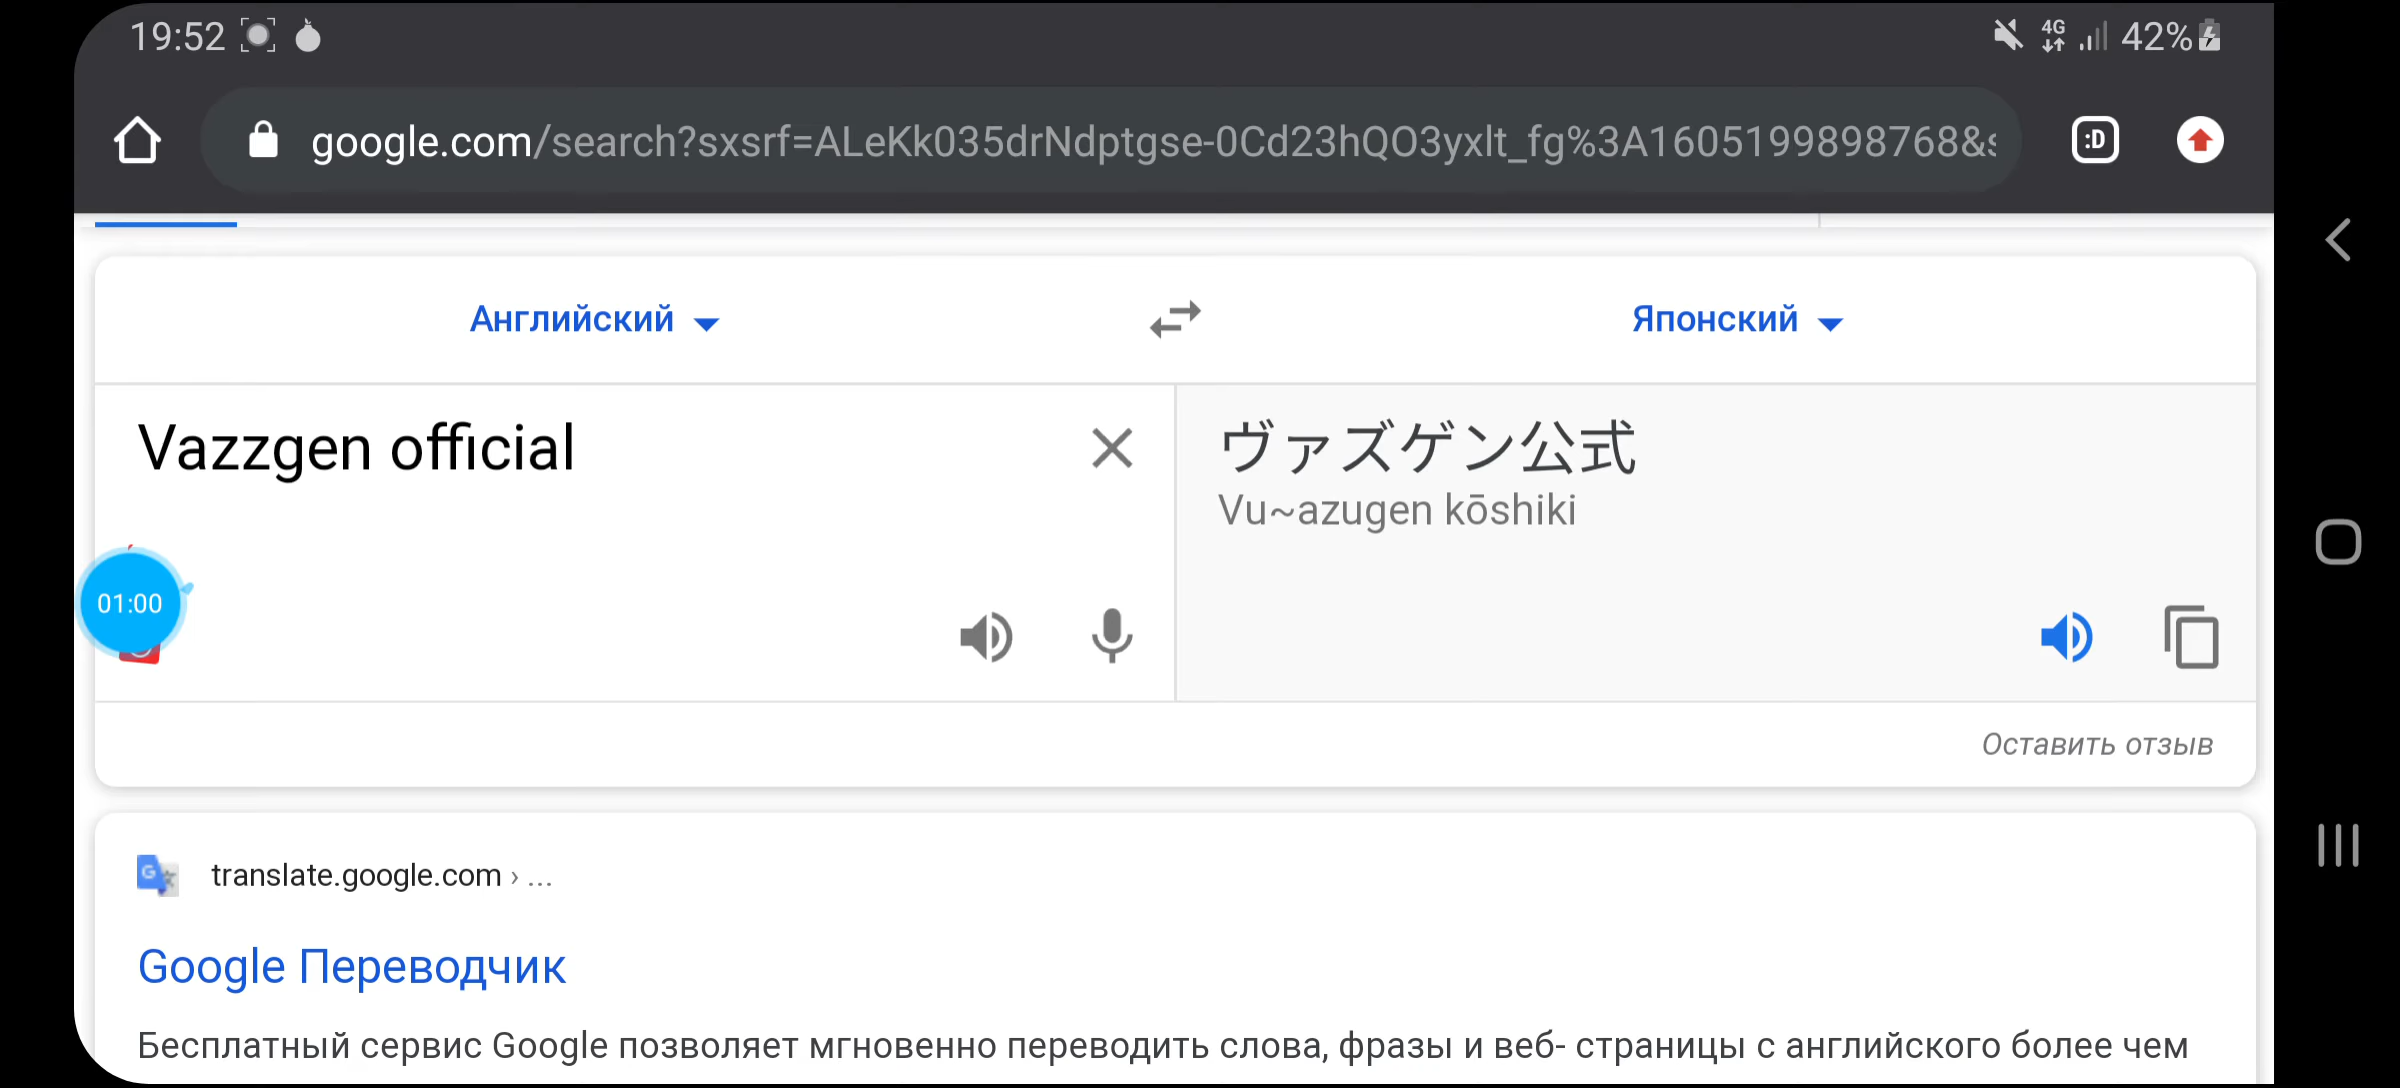 19:52 4G 42%
google.com/search?sxsrf=ALeKk035drNdptgse-0Cd23hQO3yxlt_fg%3A1605199898768&s
:D
Английский Японский
Vazzgen official
ヴァズゲン公式
Vu~azugen kōshiki
01:00
Оставить отзыв
translate.google.com › ...
Google Переводчик
Бесплатный сервис Google позволяет мгновенно переводить слова, фразы и веб- страницы с английского более чем